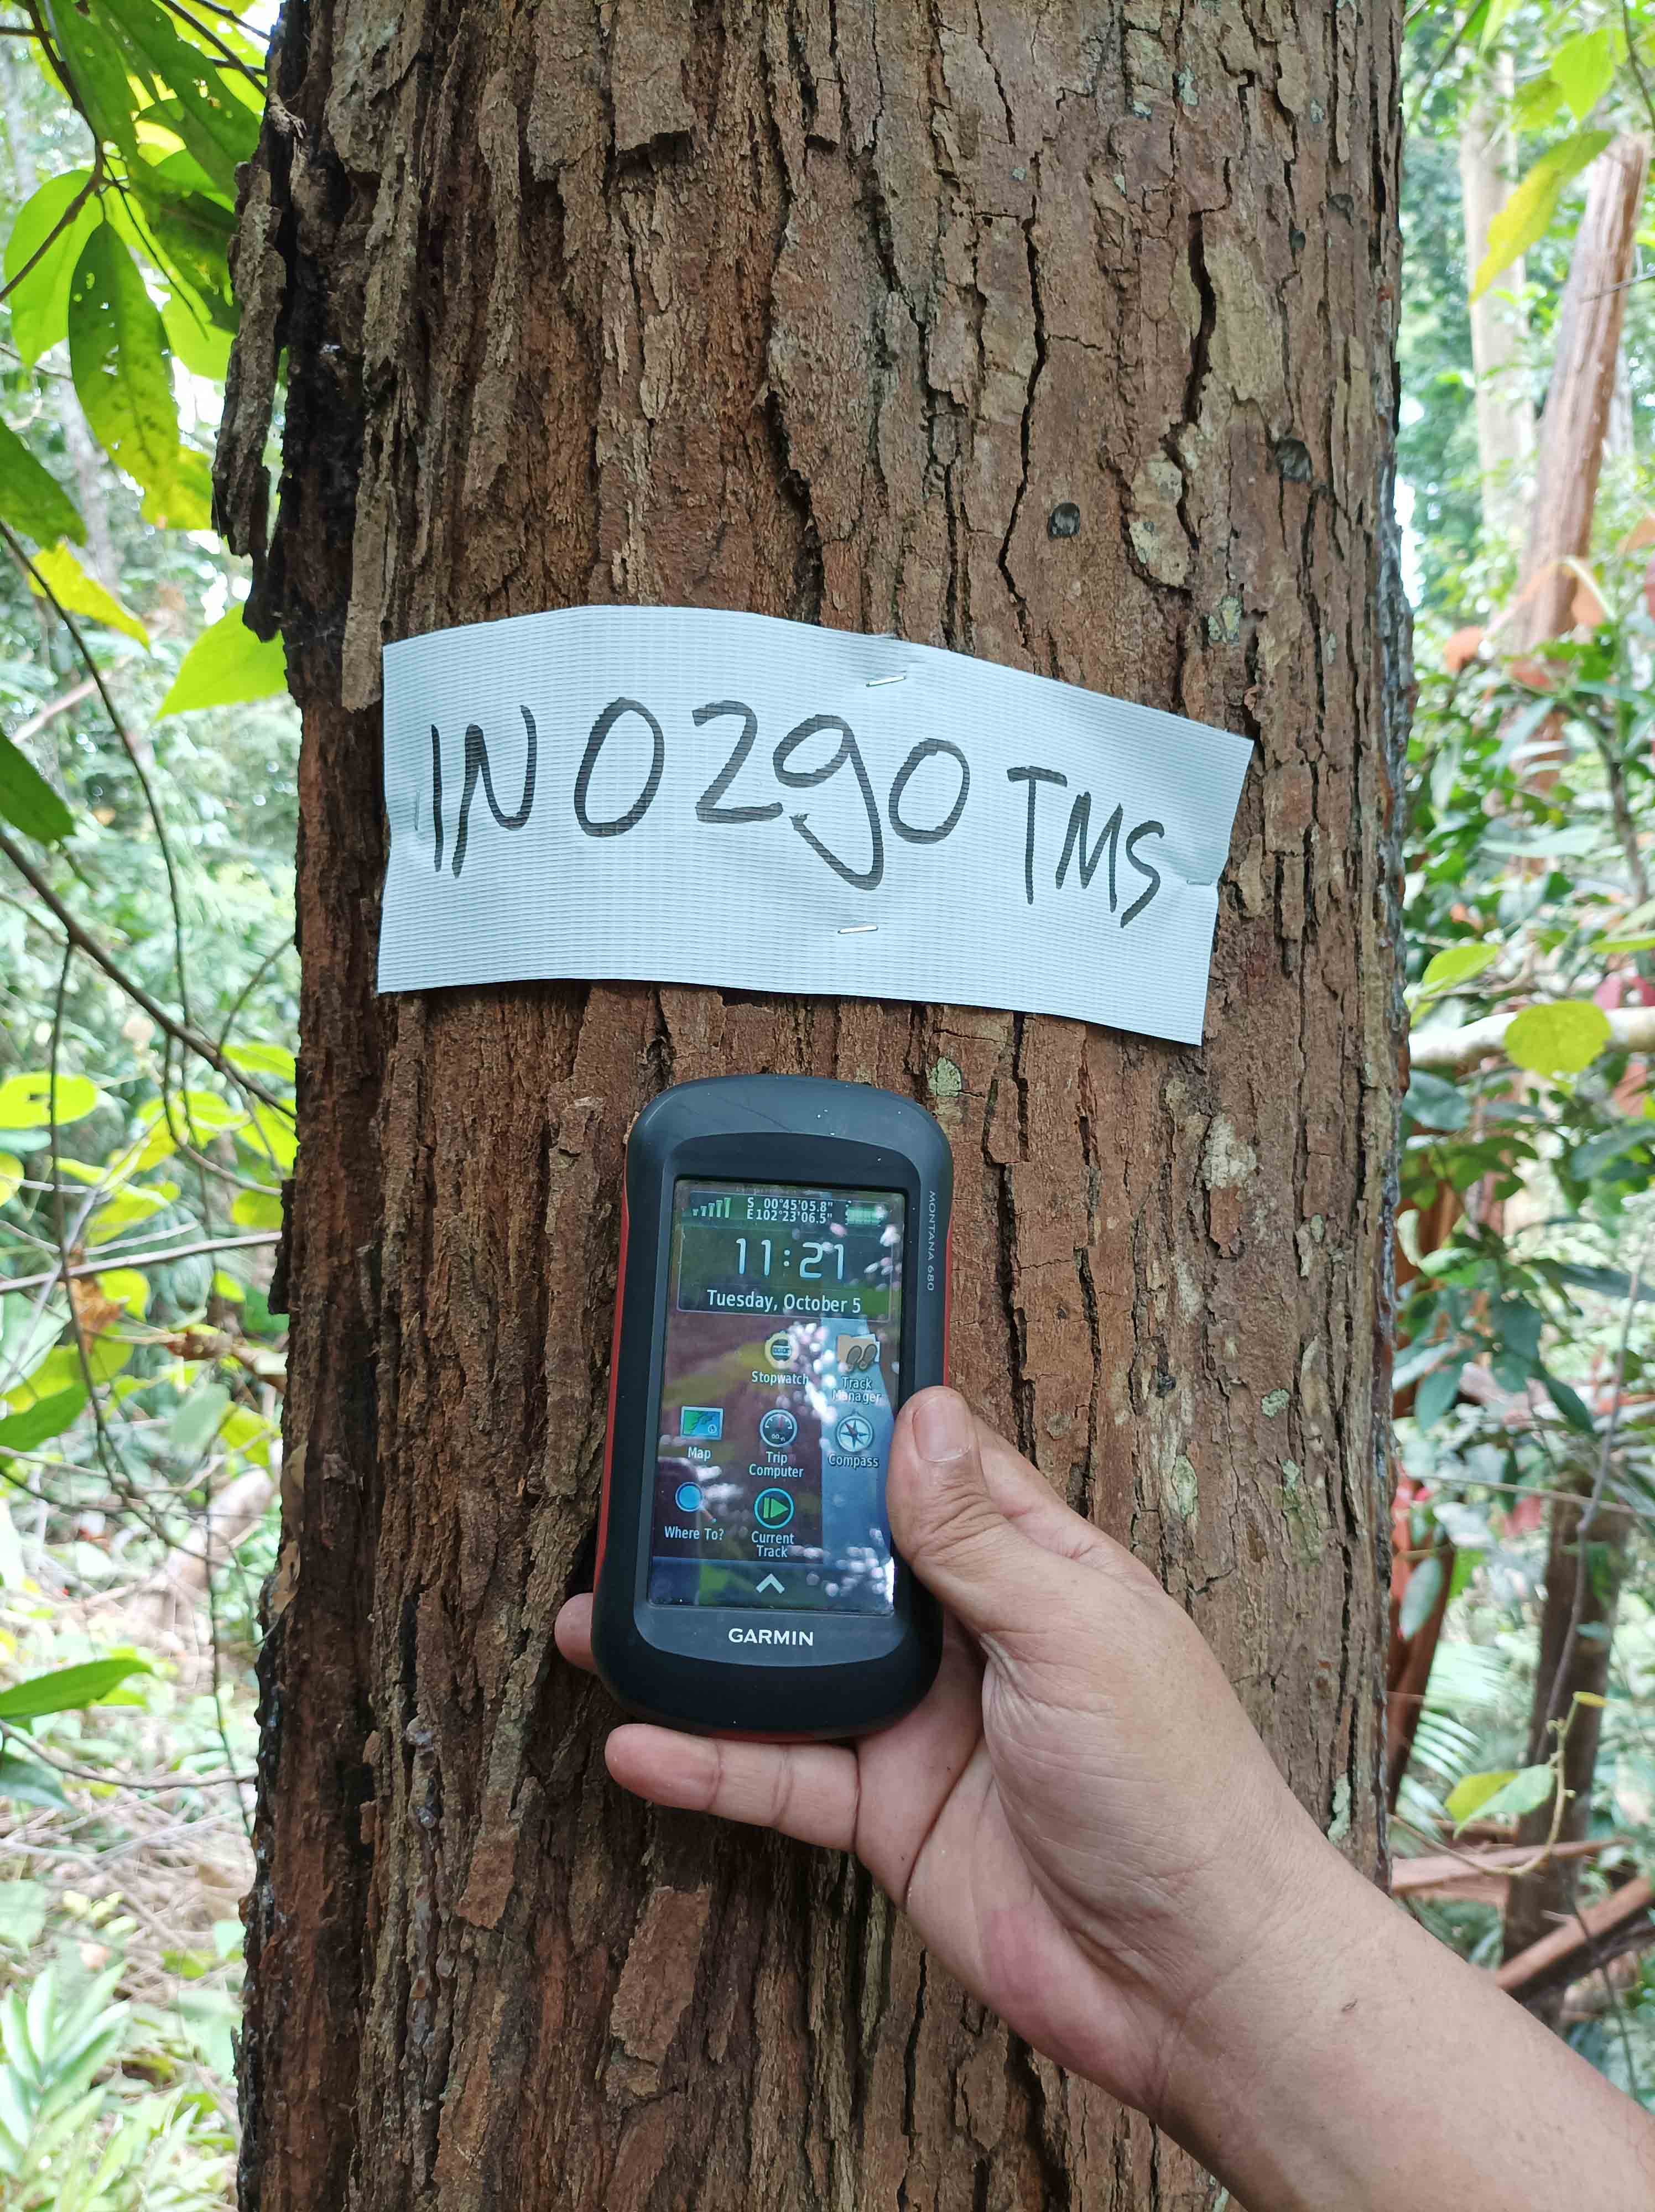 IN 0290 TMS
MONTANA 680
S 00°45'05.8"
E 102°23'06.5"
11:21
Tuesday, October 5
Stopwatch
Track
Manager
Map
Trip
Computer
Compass
Where To?
Current
Track
GARMIN